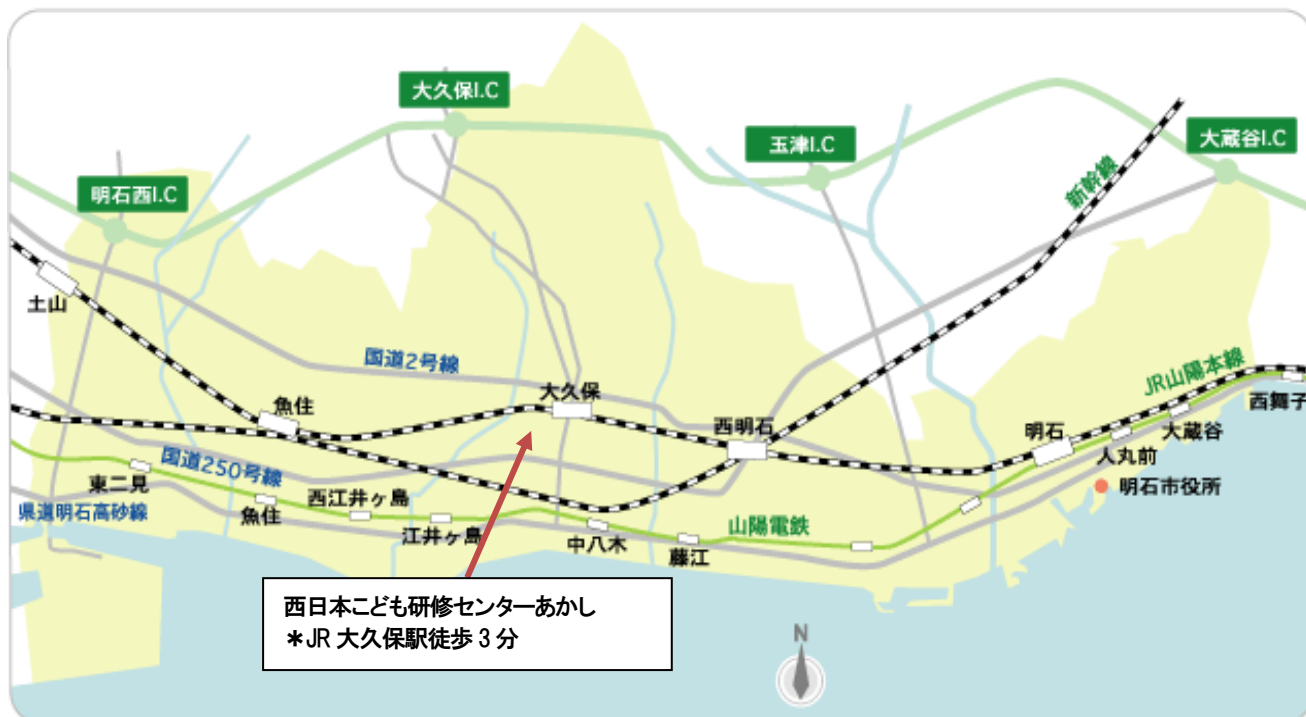 大久保I.C
玉津I.C
大蔵谷I.C
明石西I.C
新幹線
土山
国道2号線
大久保
JR山陽本線
西舞子
魚住
西明石
明石
大蔵谷
人丸前
国道250号線
東二見
西江井ヶ島
明石市役所
県道明石高砂線
魚住
江井ヶ島
中八木
山陽電鉄
藤江
西日本こども研修センターあかし
＊JR 大久保駅徒歩 3 分
N